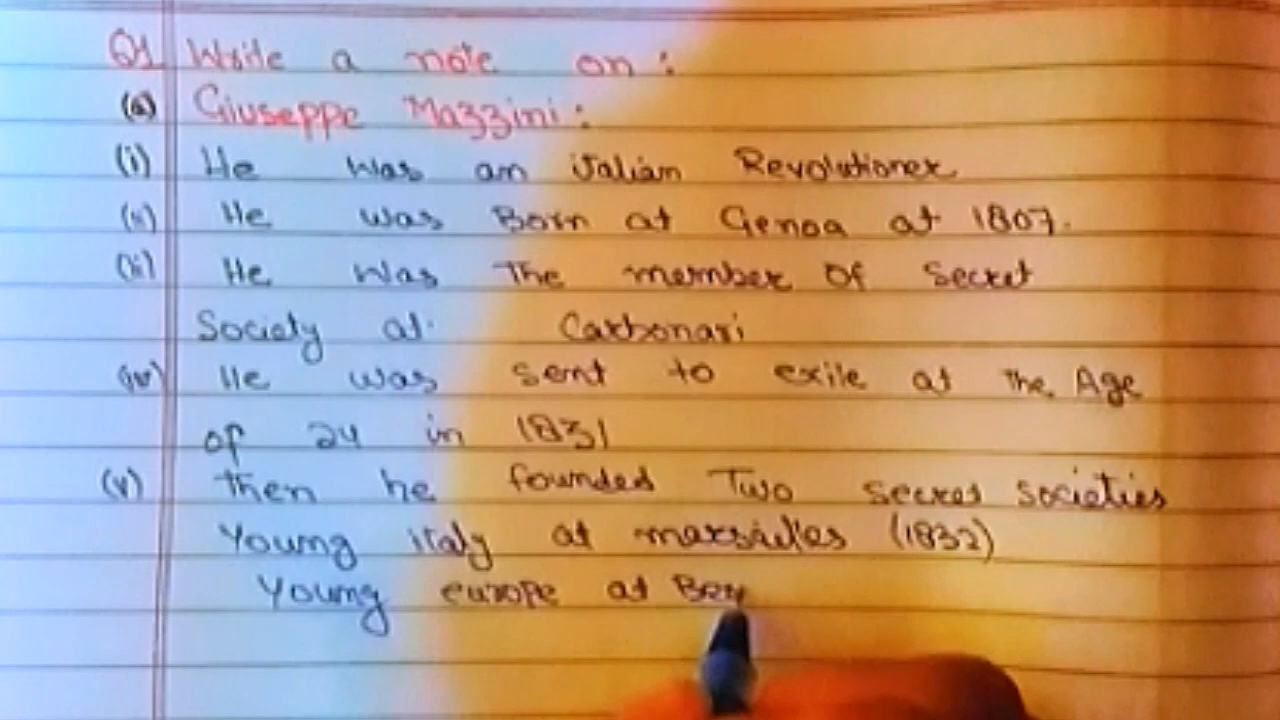 Q1 Write a note on :
(a) Giuseppe Mazzini :
(i) He was an italian Revolutioner
(ii) He was Born at Genoa at 1807.
(iii) He was The member of Secret
Society at Carbonari
(iv) He was sent to exile at the Age
of 24 in 1831
(v) then he founded Two secret societies
Young italy at marsielles (1832)
Young europe at Ber